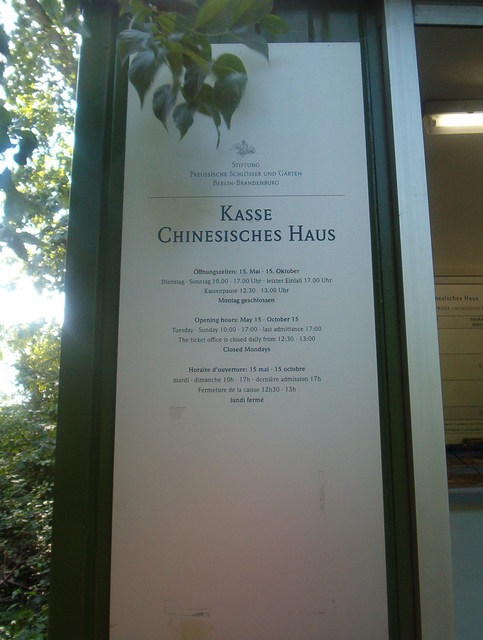 Stiftung
Preussische Schlösser und Gärten
Berlin-Brandenburg
Kasse
Chinesisches Haus
Öffnungszeiten: 15. Mai - 15. Oktober
Dienstag - Sonntag 10.00 - 17.00 Uhr - letzter Einlaß 17.00 Uhr
Kassenpause 12.30 - 13.00 Uhr
Montag geschlossen
Opening hours: May 15 - October 15
Tuesday - Sunday 10:00 - 17:00 - last admittance 17:00
The ticket office is closed daily from 12:30 - 13:00
Closed Mondays
Horaire d'ouverture: 15 mai - 15 octobre
mardi - dimanche 10h - 17h - dernière admission 17h
Fermeture de la caisse 12h30 - 13h
lundi fermé
Haus